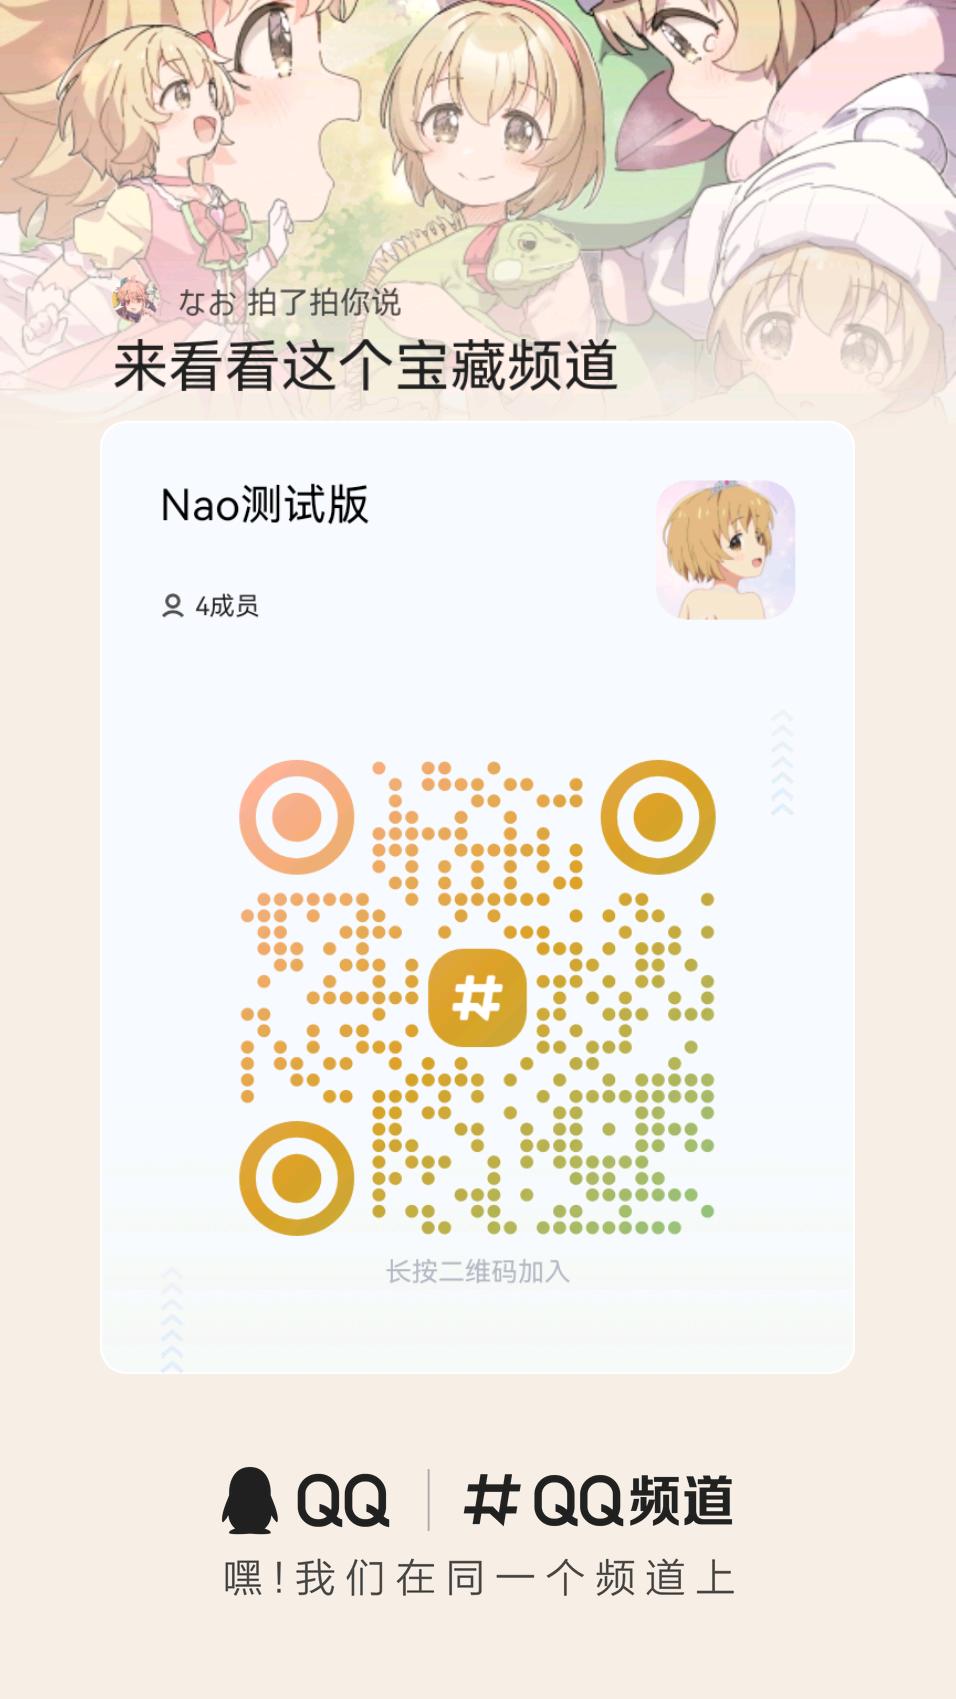 なお 拍了拍你说
来看看这个宝藏频道
Nao测试版
4成员
长按二维码加入
QQ | QQ频道
嘿!我们在同一个频道上